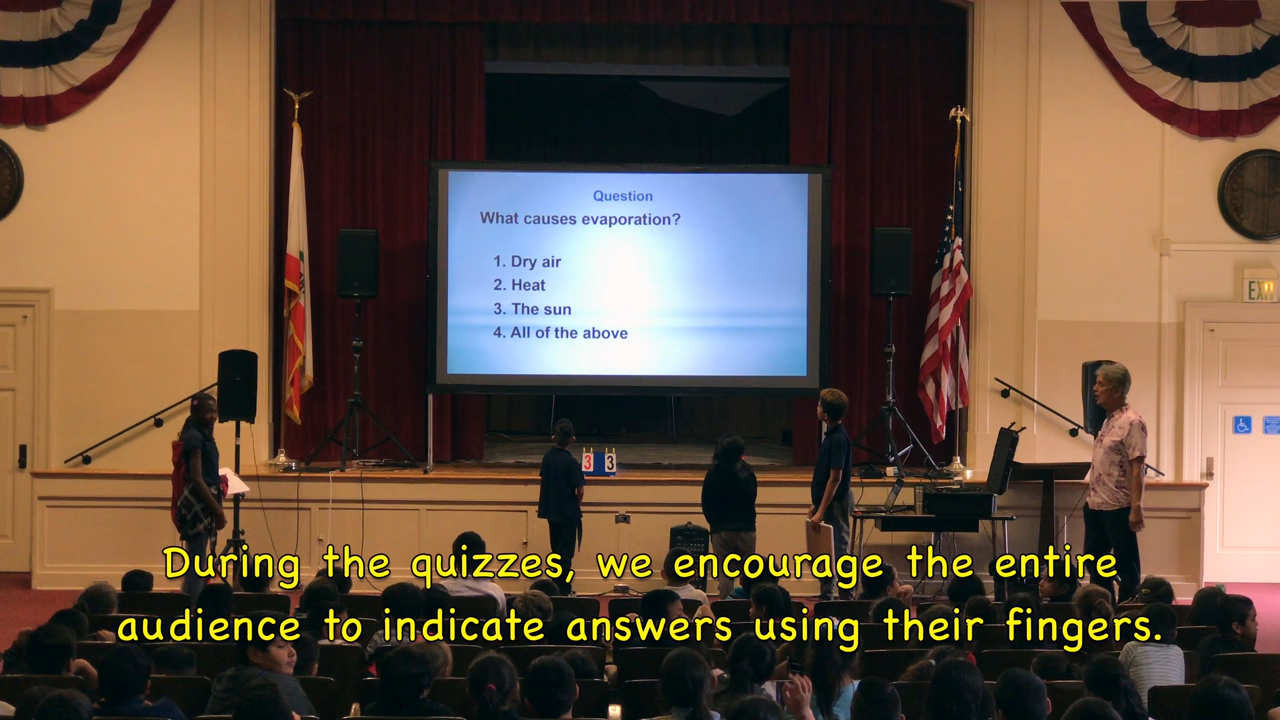 Question
What causes evaporation?
1. Dry air
2. Heat
3. The sun
4. All of the above
EXIT
3 3
During the quizzes, we encourage the entire
audience to indicate answers using their fingers.